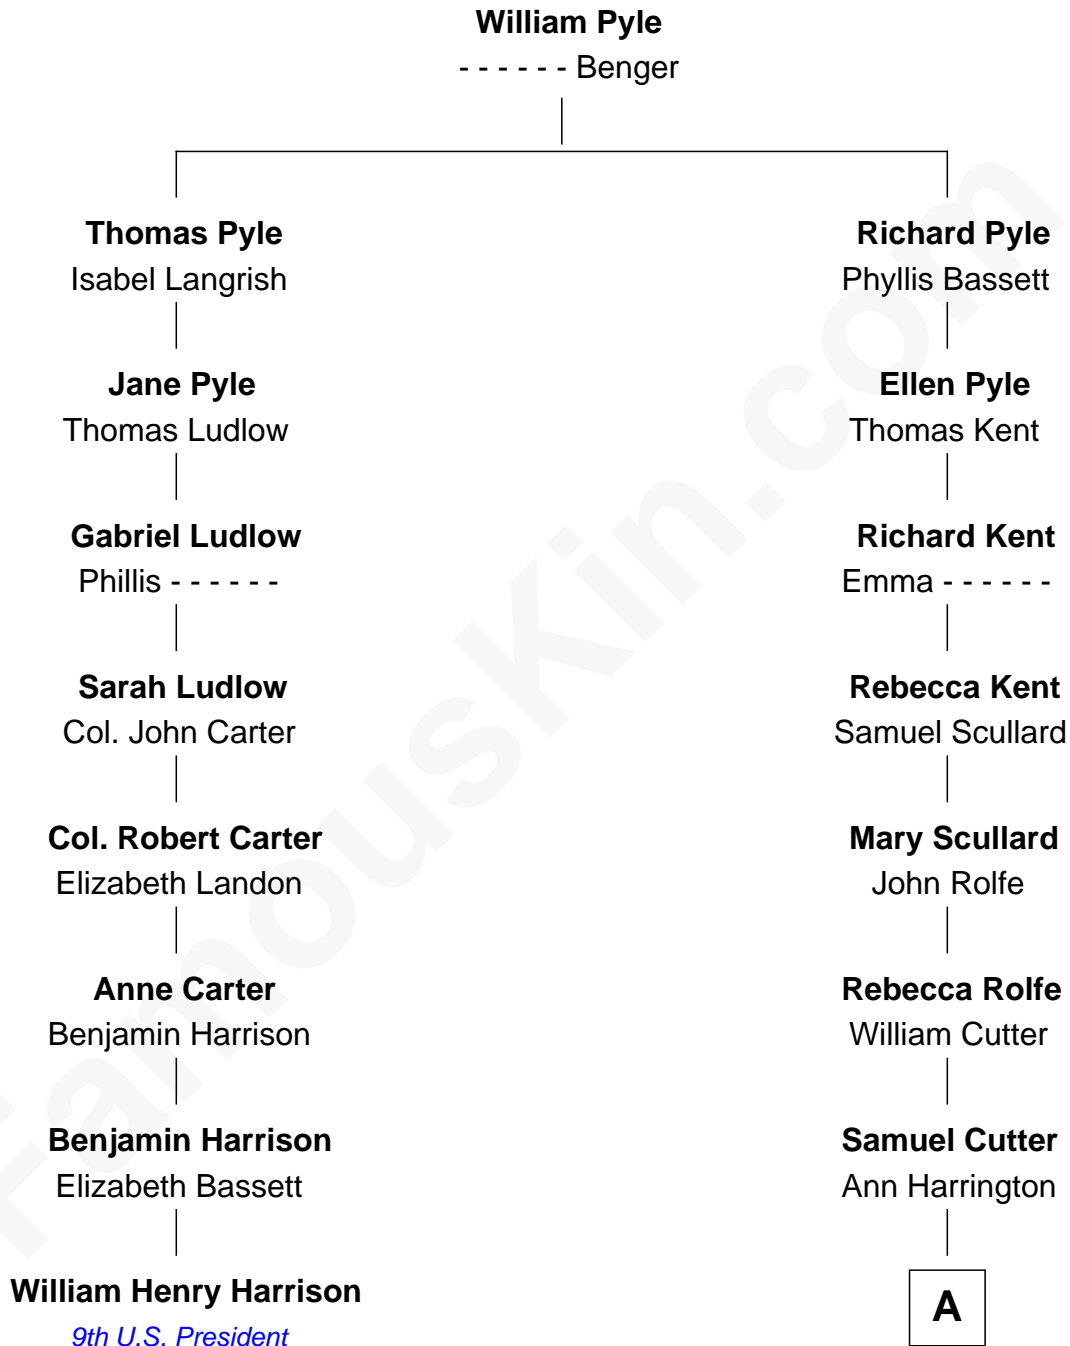 William Pyle
- - - - - - Benger
Thomas Pyle
Isabel Langrish
Richard Pyle
Phyllis Bassett
Jane Pyle
Thomas Ludlow
Ellen Pyle
Thomas Kent
Gabriel Ludlow
Phillis - - - - - -
Richard Kent
Emma - - - - - -
Sarah Ludlow
Col. John Carter
Rebecca Kent
Samuel Scullard
Col. Robert Carter
Elizabeth Landon
Mary Scullard
John Rolfe
Anne Carter
Benjamin Harrison
Rebecca Rolfe
William Cutter
Benjamin Harrison
Elizabeth Bassett
Samuel Cutter
Ann Harrington
William Henry Harrison
9th U.S. President
A
FamousKin.com